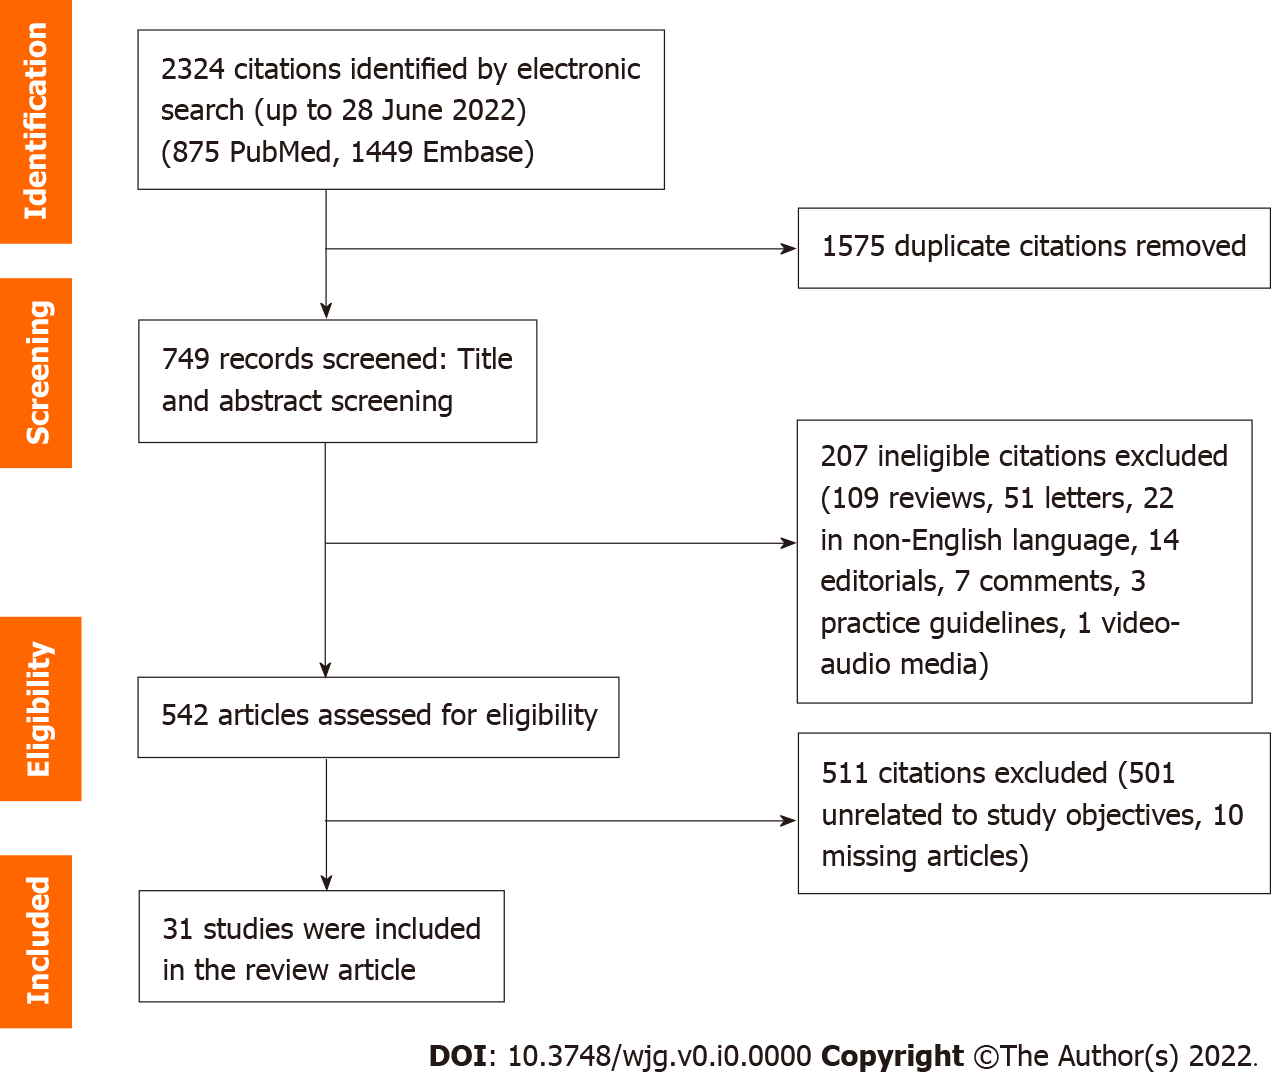 Identification
2324 citations identified by electronic
search (up to 28 June 2022)
(875 PubMed, 1449 Embase)
1575 duplicate citations removed
Screening
749 records screened: Title
and abstract screening
207 ineligible citations excluded
(109 reviews, 51 letters, 22
in non-English language, 14
editorials, 7 comments, 3
practice guidelines, 1 video-
audio media)
Eligibility
542 articles assessed for eligibility
511 citations excluded (501
unrelated to study objectives, 10
missing articles)
Included
31 studies were included
in the review article
DOI: 10.3748/wjg.v0.i0.0000 Copyright ©The Author(s) 2022.